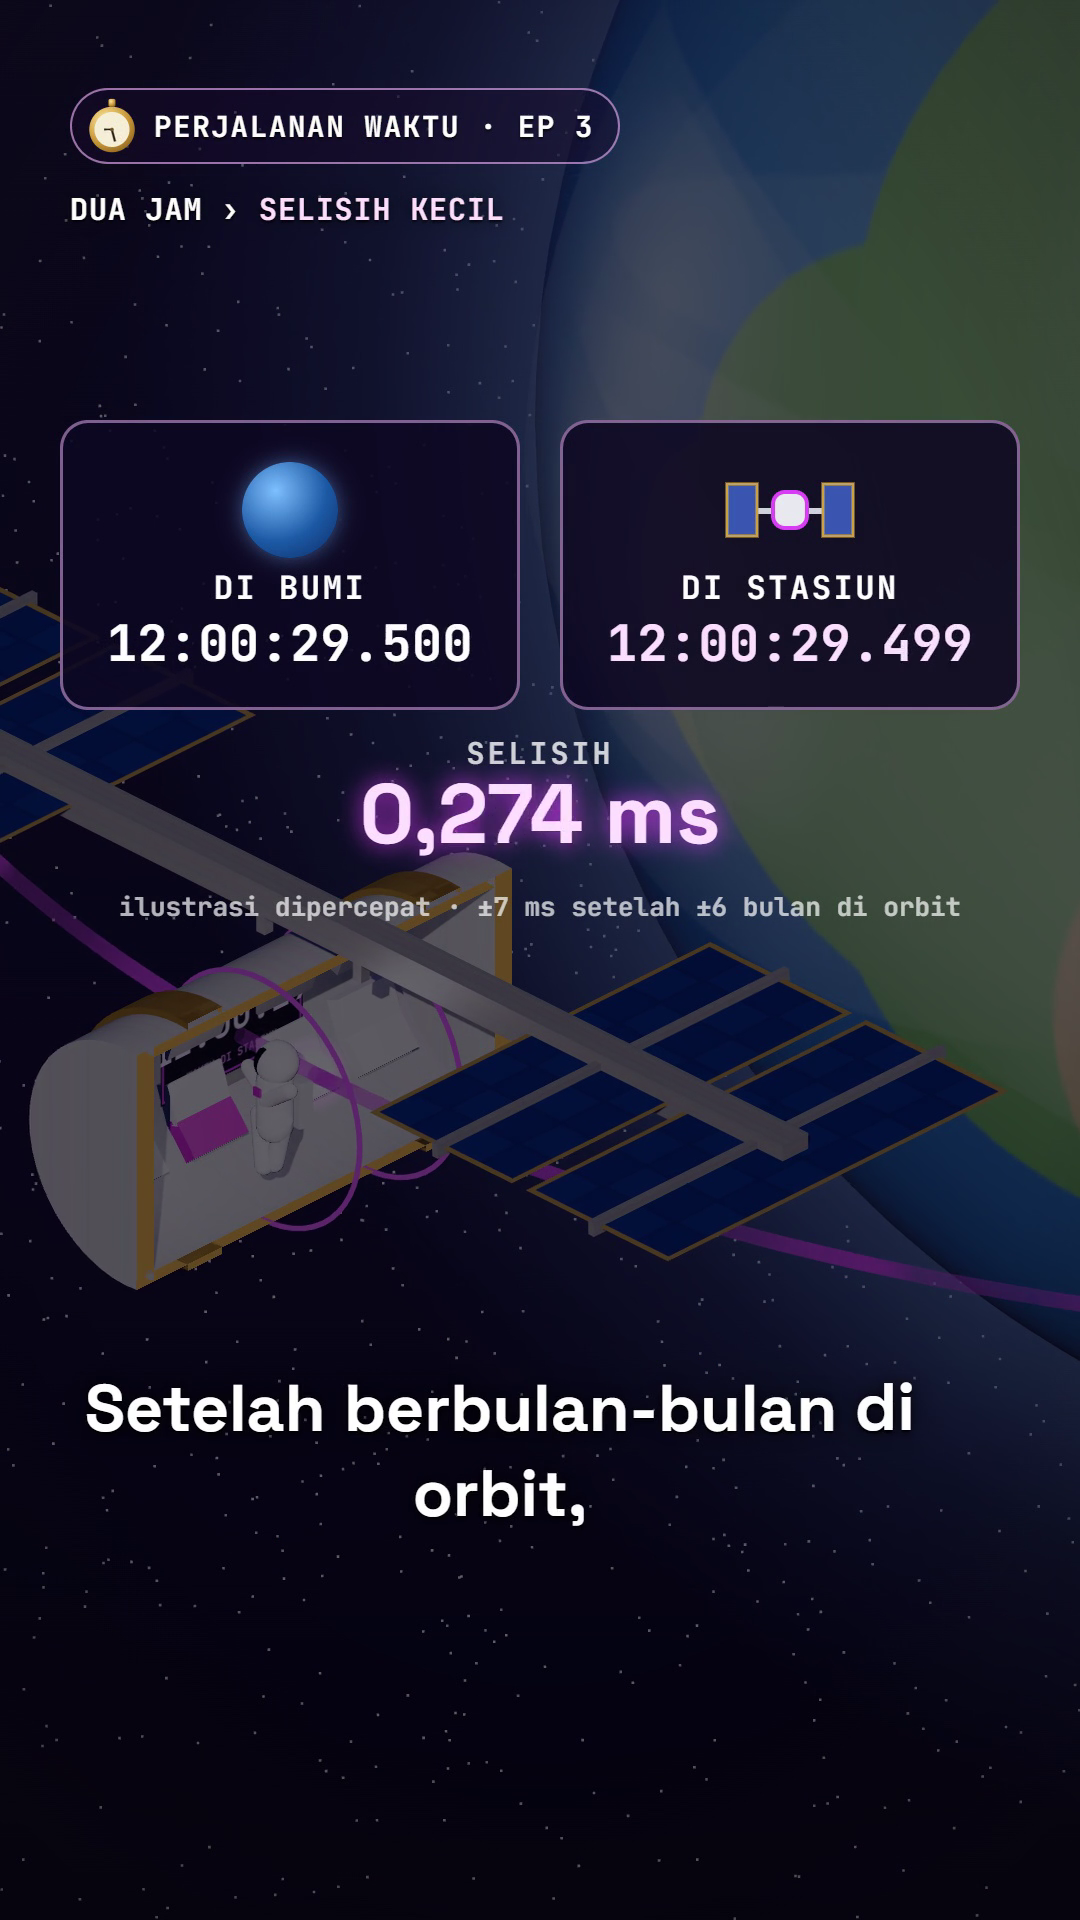 PERJALANAN WAKTU · EP 3
DUA JAM › SELISIH KECIL
DI BUMI
12:00:29.500
DI STASIUN
12:00:29.499
SELISIH
0,274 ms
ilustrasi dipercepat · ±7 ms setelah ±6 bulan di orbit
Setelah berbulan-bulan di
orbit,